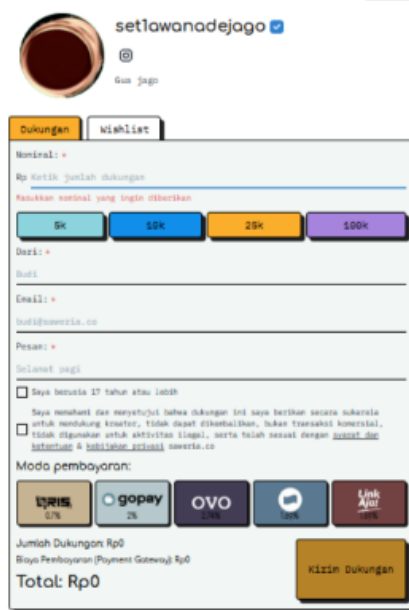 set1awanadejago
Gua jago
Dukungan
Wishlist
Nominal: *
Rp Ketik jumlah dukungan
Masukkan nominal yang ingin diberikan
5k
10k
25k
100k
Dari: *
Budi
Email: *
budi@saweria.co
Pesan: *
Selamat pagi
Saya berusia 17 tahun atau lebih
Saya memahami dan menyetujui bahwa dukungan ini saya berikan secara sukarela
untuk mendukung kreator, tidak dapat dikembalikan, bukan transaksi komersial,
tidak digunakan untuk aktivitas ilegal, serta telah sesuai dengan syarat dan
ketentuan & kebijakan privasi saweria.co
Moda pembayaran:
QRIS
0.7%
gopay
2%
OVO
LinkAja!
Jumlah Dukungan: Rp0
Biaya Pembayaran (Payment Gateway): Rp0
Total: Rp0
Kirim Dukungan